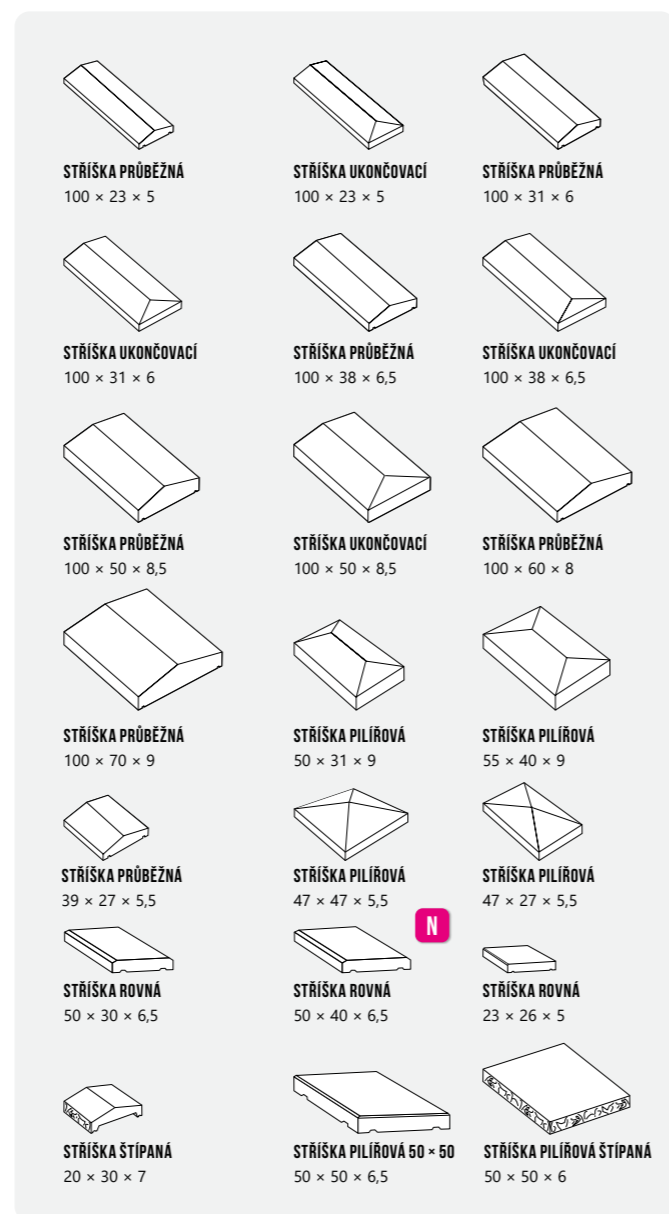 STŘÍŠKA PRŮBĚŽNÁ
100 × 23 × 5
STŘÍŠKA UKONČOVACÍ
100 × 23 × 5
STŘÍŠKA PRŮBĚŽNÁ
100 × 31 × 6
STŘÍŠKA UKONČOVACÍ
100 × 31 × 6
STŘÍŠKA PRŮBĚŽNÁ
100 × 38 × 6,5
STŘÍŠKA UKONČOVACÍ
100 × 38 × 6,5
STŘÍŠKA PRŮBĚŽNÁ
100 × 50 × 8,5
STŘÍŠKA UKONČOVACÍ
100 × 50 × 8,5
STŘÍŠKA PRŮBĚŽNÁ
100 × 60 × 8
STŘÍŠKA PRŮBĚŽNÁ
100 × 70 × 9
STŘÍŠKA PILÍŘOVÁ
50 × 31 × 9
STŘÍŠKA PILÍŘOVÁ
55 × 40 × 9
STŘÍŠKA PRŮBĚŽNÁ
39 × 27 × 5,5
STŘÍŠKA PILÍŘOVÁ
47 × 47 × 5,5
STŘÍŠKA PILÍŘOVÁ
47 × 27 × 5,5
STŘÍŠKA ROVNÁ
50 × 30 × 6,5
N
STŘÍŠKA ROVNÁ
50 × 40 × 6,5
STŘÍŠKA ROVNÁ
23 × 26 × 5
STŘÍŠKA ŠTÍPANÁ
20 × 30 × 7
STŘÍŠKA PILÍŘOVÁ 50 × 50
50 × 50 × 6,5
STŘÍŠKA PILÍŘOVÁ ŠTÍPANÁ
50 × 50 × 6